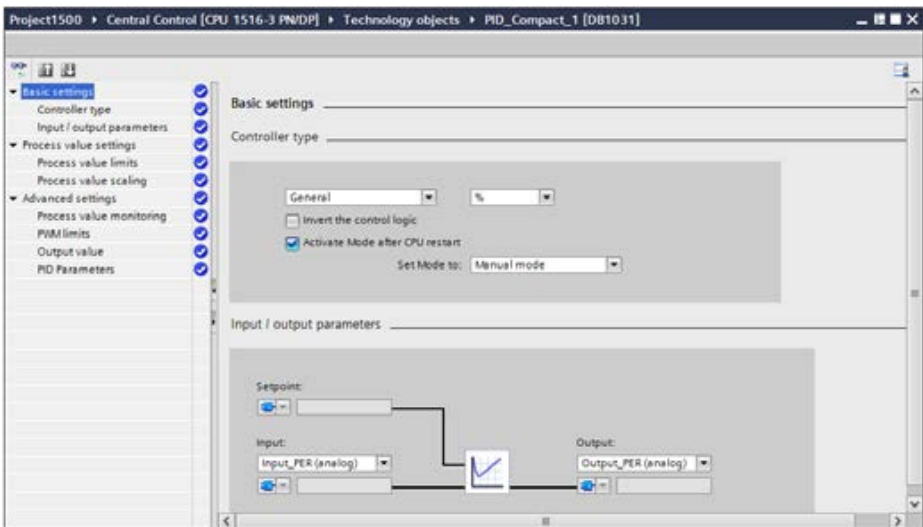 Project1500 ▸ Central Control [CPU 1516-3 PN/DP] ▸ Technology objects ▸ PID_Compact_1 [DB1031]
Basic settings
Controller type
Input / output parameters
Process value settings
Process value limits
Process value scaling
Advanced settings
Process value monitoring
PWM limits
Output value
PID Parameters
Basic settings
Controller type
General %
Invert the control logic
Activate Mode after CPU restart
Set Mode to: Manual mode
Input / output parameters
Setpoint:
Input: Output:
Input_PER (analog) Output_PER (analog)